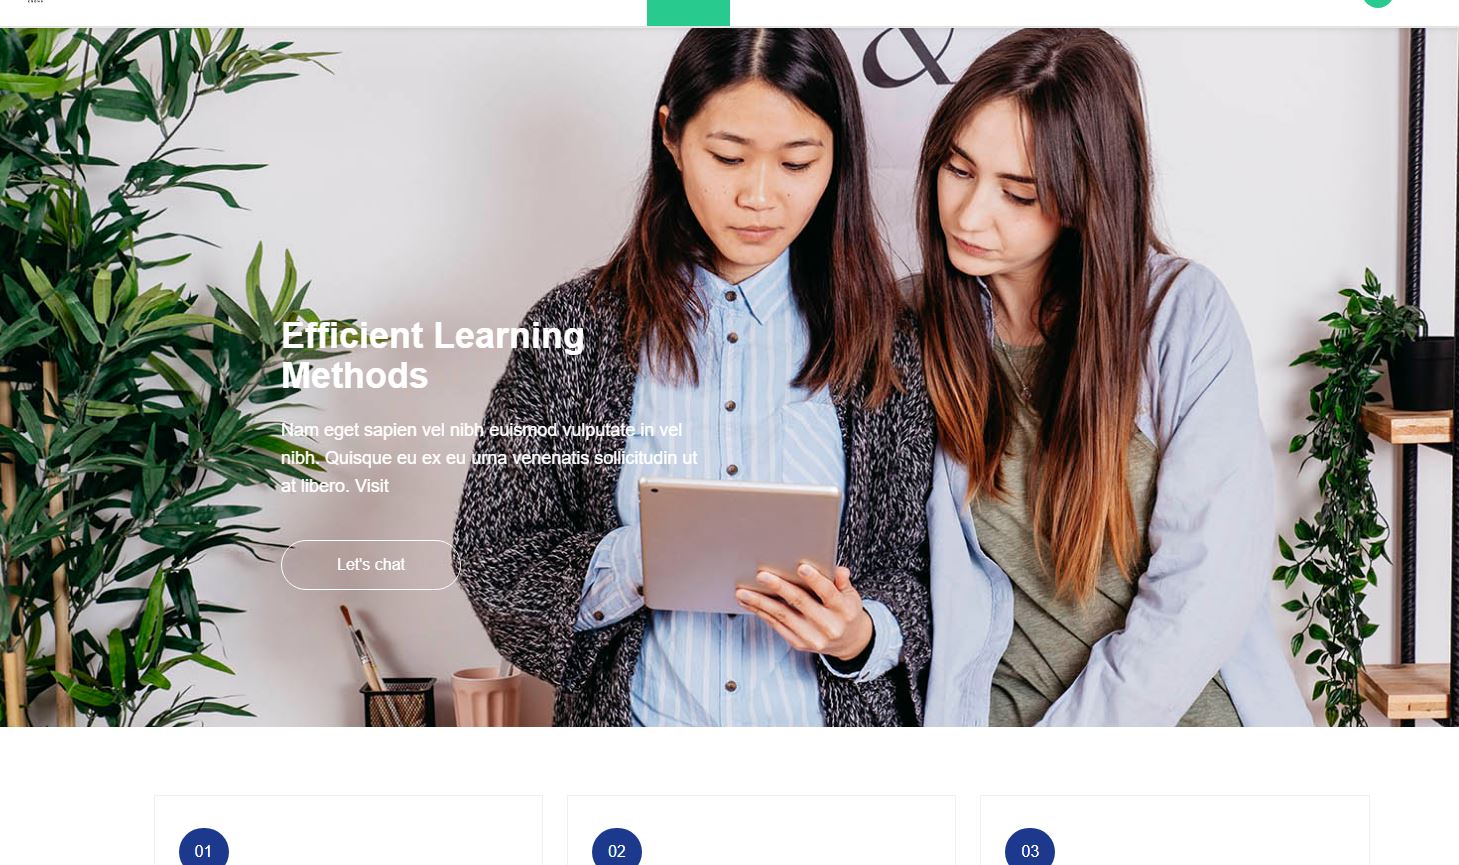 &
Efficient Learning
Methods
Nam eget sapien vel nibh euismod vulputate in vel
nibh. Quisque eu ex eu urna venenatis sollicitudin ut
at libero. Visit
Let's chat
01
02
03